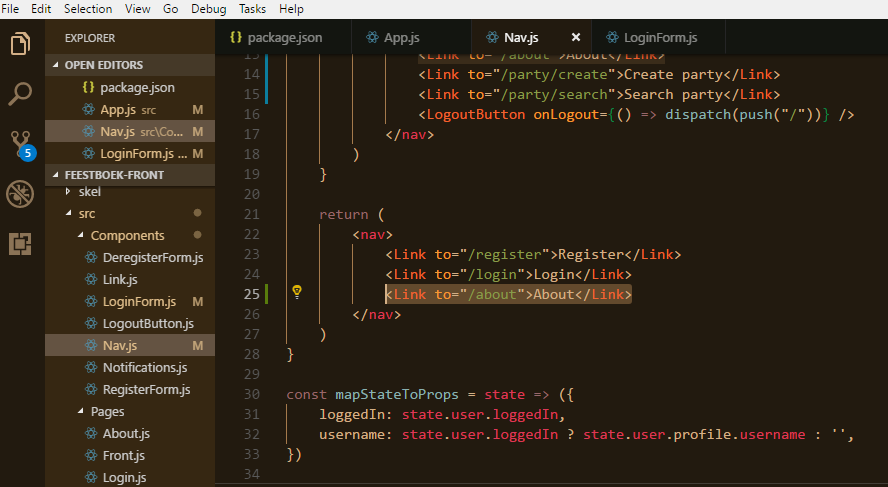 File Edit Selection View Go Debug Tasks Help
EXPLORER
OPEN EDITORS
{} package.json
App.js src M
Nav.js src\Co... M
LoginForm.js ... M
5
FEESTBOEK-FRONT
skel
src
Components
DeregisterForm.js
Link.js
LoginForm.js M
LogoutButton.js
Nav.js M
Notifications.js
RegisterForm.js
Pages
About.js
Front.js
Login.js
{} package.json App.js Nav.js × LoginForm.js
13 <Link to="/about">About</Link>
14 <Link to="/party/create">Create party</Link>
15 <Link to="/party/search">Search party</Link>
16 <LogoutButton onLogout={() => dispatch(push("/"))} />
17 </nav>
18 )
19 }
20
21 return (
22 <nav>
23 <Link to="/register">Register</Link>
24 <Link to="/login">Login</Link>
25 <Link to="/about">About</Link>
26 </nav>
27 )
28 }
29
30 const mapStateToProps = state => ({
31 loggedIn: state.user.loggedIn,
32 username: state.user.loggedIn ? state.user.profile.username : '',
33 })
34